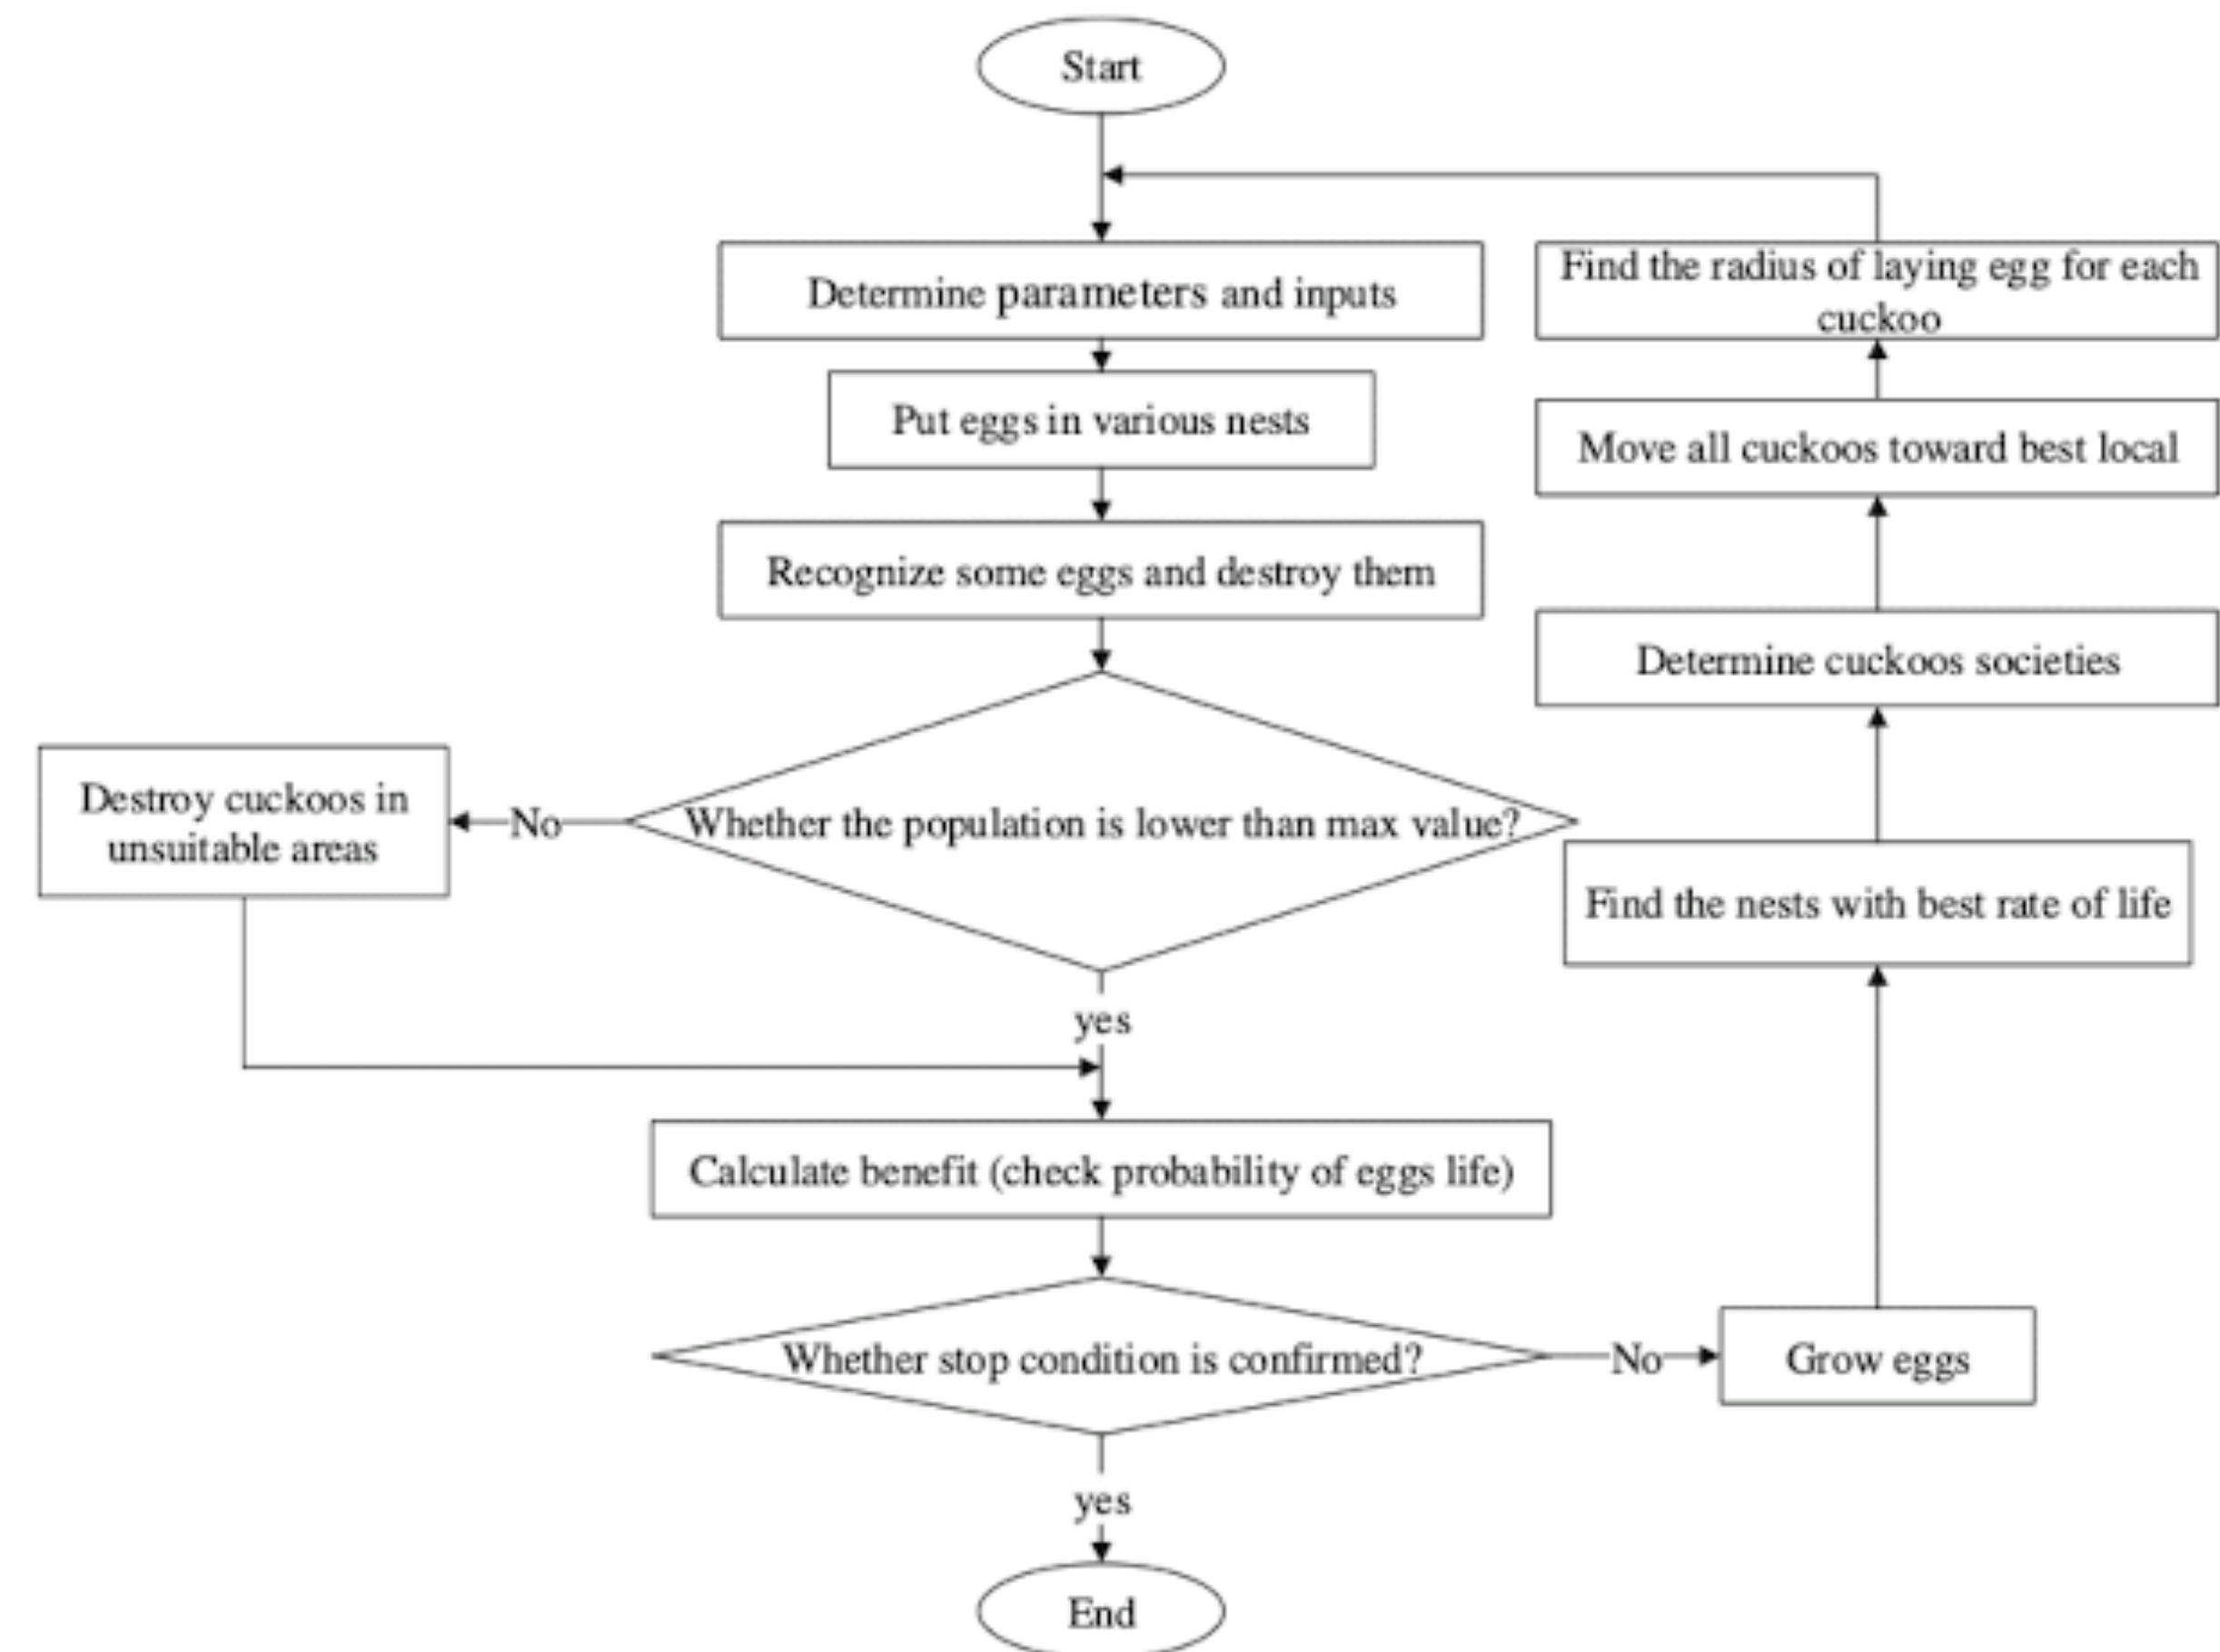 Start
Determine parameters and inputs
Put eggs in various nests
Recognize some eggs and destroy them
Whether the population is lower than max value?
No
Destroy cuckoos in
unsuitable areas
yes
Calculate benefit (check probability of eggs life)
Whether stop condition is confirmed?
No
Grow eggs
Find the nests with best rate of life
Determine cuckoos societies
Move all cuckoos toward best local
Find the radius of laying egg for each
cuckoo
yes
End